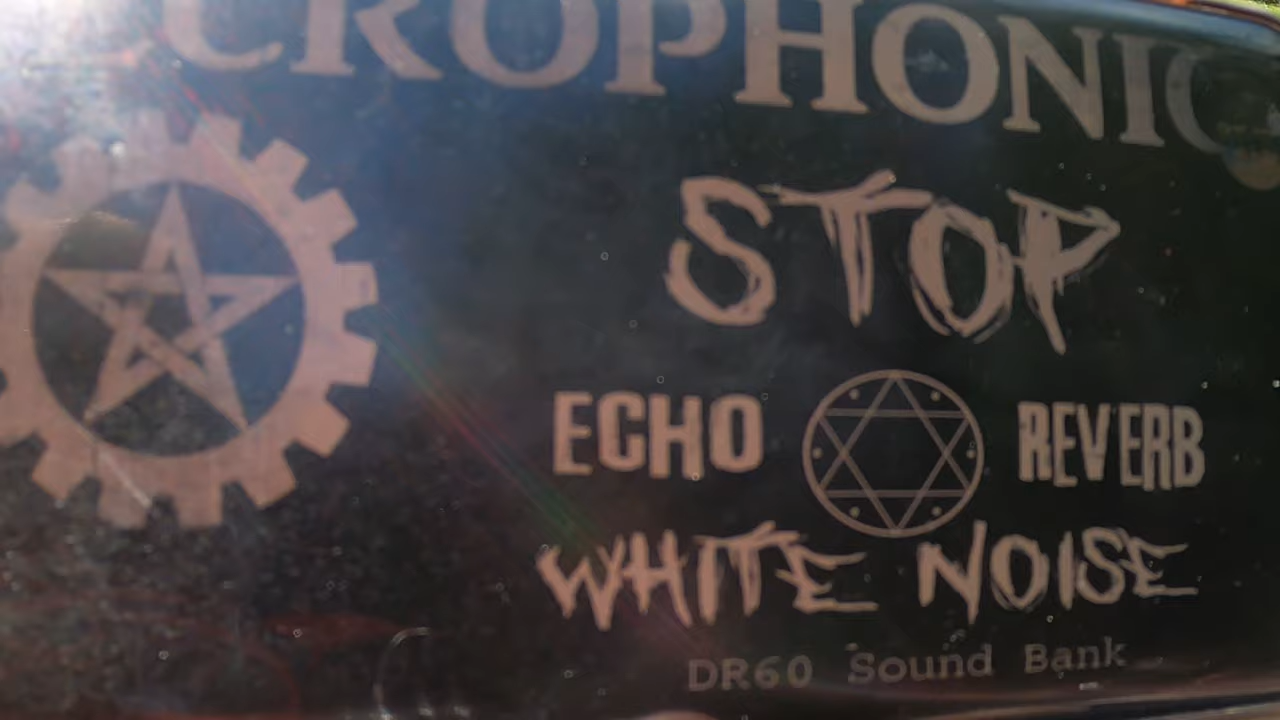 CROPHONIC
STOP
ECHO REVERB
WHITE NOISE
DR60 Sound Bank